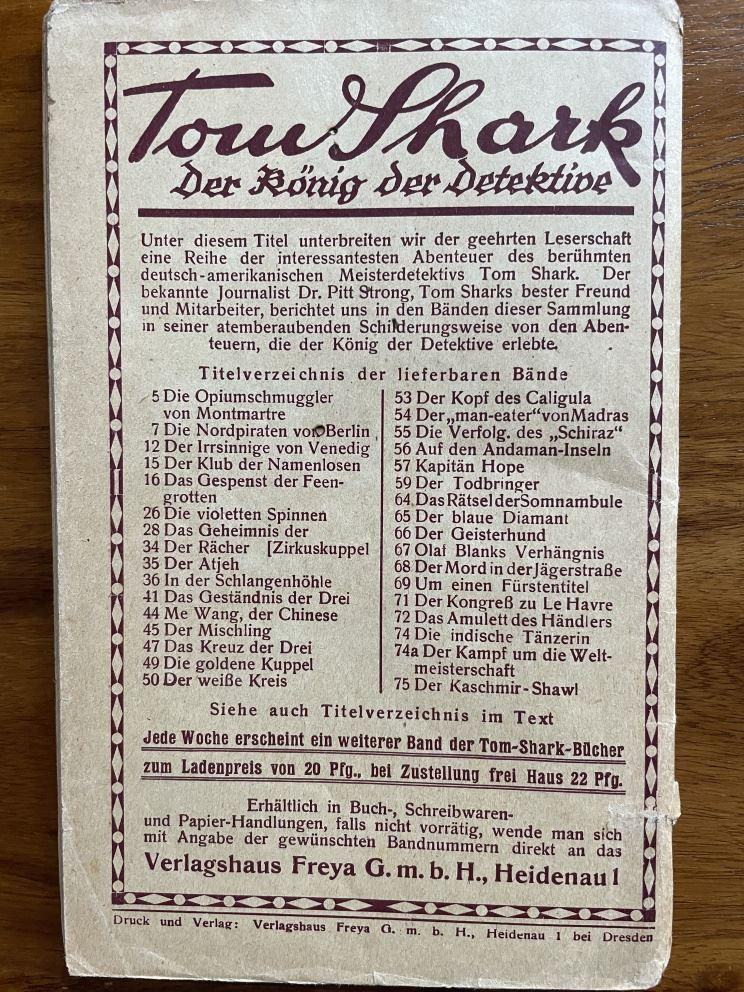 Tom Shark
Der König der Detektive
Unter diesem Titel unterbreiten wir der geehrten Leserschaft
eine Reihe der interessantesten Abenteuer des berühmten
deutsch-amerikanischen Meisterdetektivs Tom Shark. Der
bekannte Journalist Dr. Pitt Strong, Tom Sharks bester Freund
und Mitarbeiter, berichtet uns in den Bänden dieser Sammlung
in seiner atemberaubenden Schilderungsweise von den Aben-
teuern, die der König der Detektive erlebte.
Titelverzeichnis der lieferbaren Bände
5 Die Opiumschmuggler
von Montmartre
7 Die Nordpiraten von Berlin
12 Der Irrsinnige von Venedig
15 Der Klub der Namenlosen
16 Das Gespenst der Feen-
grotten
26 Die violetten Spinnen
28 Das Geheimnis der
34 Der Rächer [Zirkuskuppel
35 Der Atjeh
36 In der Schlangenhöhle
41 Das Geständnis der Drei
44 Me Wang, der Chinese
45 Der Mischling
47 Das Kreuz der Drei
49 Die goldene Kuppel
50 Der weiße Kreis
53 Der Kopf des Caligula
54 Der „man-eater“ von Madras
55 Die Verfolg. des „Schiraz“
56 Auf den Andaman-Inseln
57 Kapitän Hope
59 Der Todbringer
64 Das Rätsel der Somnambule
65 Der blaue Diamant
66 Der Geisterhund
67 Olaf Blanks Verhängnis
68 Der Mord in der Jägerstraße
69 Um einen Fürstentitel
71 Der Kongreß zu Le Havre
72 Das Amulett des Händlers
74 Die indische Tänzerin
74a Der Kampf um die Welt-
meisterschaft
75 Der Kaschmir-Shawl
Siehe auch Titelverzeichnis im Text
Jede Woche erscheint ein weiterer Band der Tom-Shark-Bücher
zum Ladenpreis von 20 Pfg., bei Zustellung frei Haus 22 Pfg.
Erhältlich in Buch-, Schreibwaren-
und Papier-Handlungen, falls nicht vorrätig, wende man sich
mit Angabe der gewünschten Bandnummern direkt an das
Verlagshaus Freya G. m. b. H., Heidenau 1
Druck und Verlag: Verlagshaus Freya G. m. b. H., Heidenau 1 bei Dresden